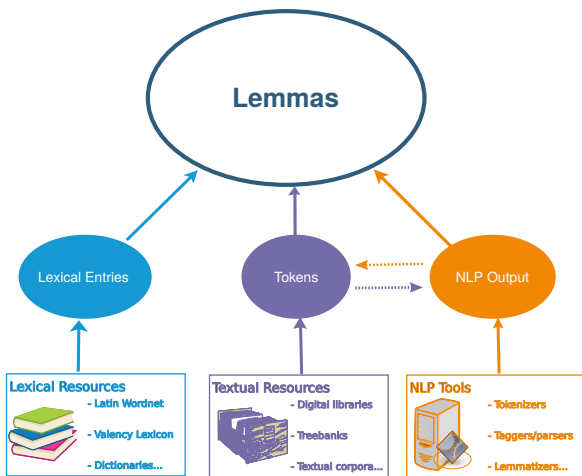 Lemmas
Lexical Entries
Tokens
NLP Output
Lexical Resources
- Latin Wordnet
- Valency Lexicon
- Dictionaries...
Textual Resources
- Digital libraries
- Treebanks
- Textual corpora...
NLP Tools
- Tokenizers
- Taggers/parsers
- Lemmatizers...